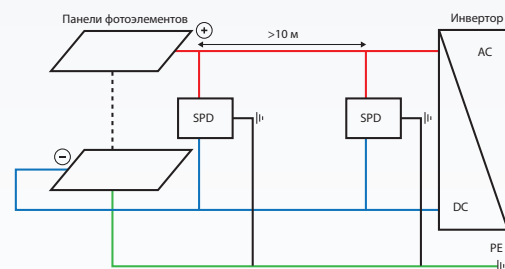 Панели фотоэлементов
Инвертор
+
>10 м
AC
SPD
SPD
−
DC
PE